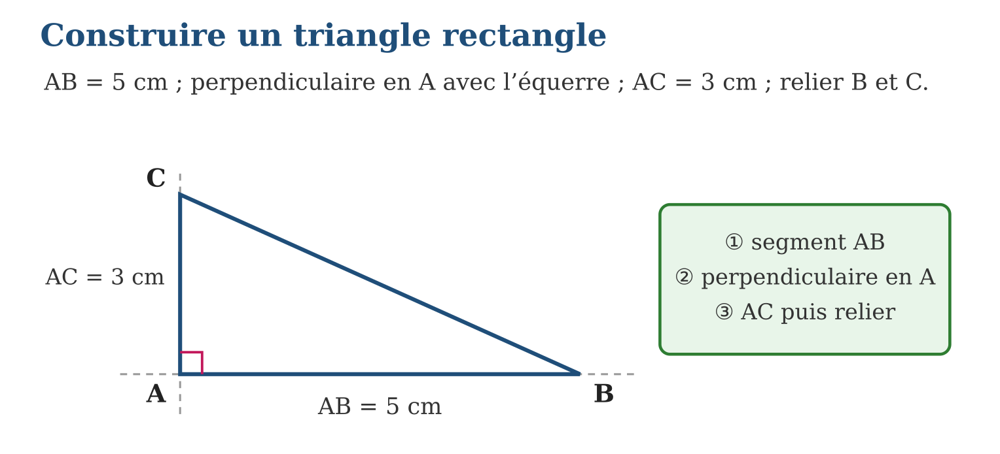 Construire un triangle rectangle
AB = 5 cm ; perpendiculaire en A avec l’équerre ; AC = 3 cm ; relier B et C.
C
AC = 3 cm
A
B
AB = 5 cm
① segment AB
② perpendiculaire en A
③ AC puis relier